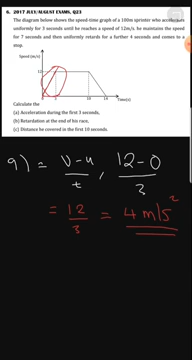 6. 2017 JULY/AUGUST EXAMS, Q23
The diagram below shows the speed-time graph of a 100m sprinter who accelerates
uniformly for 3 seconds until he reaches a speed of 12m/s. he maintains the speed
for 7 seconds and then uniformly retards for a further 4 seconds and comes to a
stop.
Speed (m/s)
12
3 10 14 Time(s)
Calculate the
(a) Acceleration during the first 3 seconds,
(b) Retardation at the end of his race,
(c) Distance he covered in the first 10 seconds.
a) = v-u/t, 12-0/3
= 12/3 = 4 m/s²